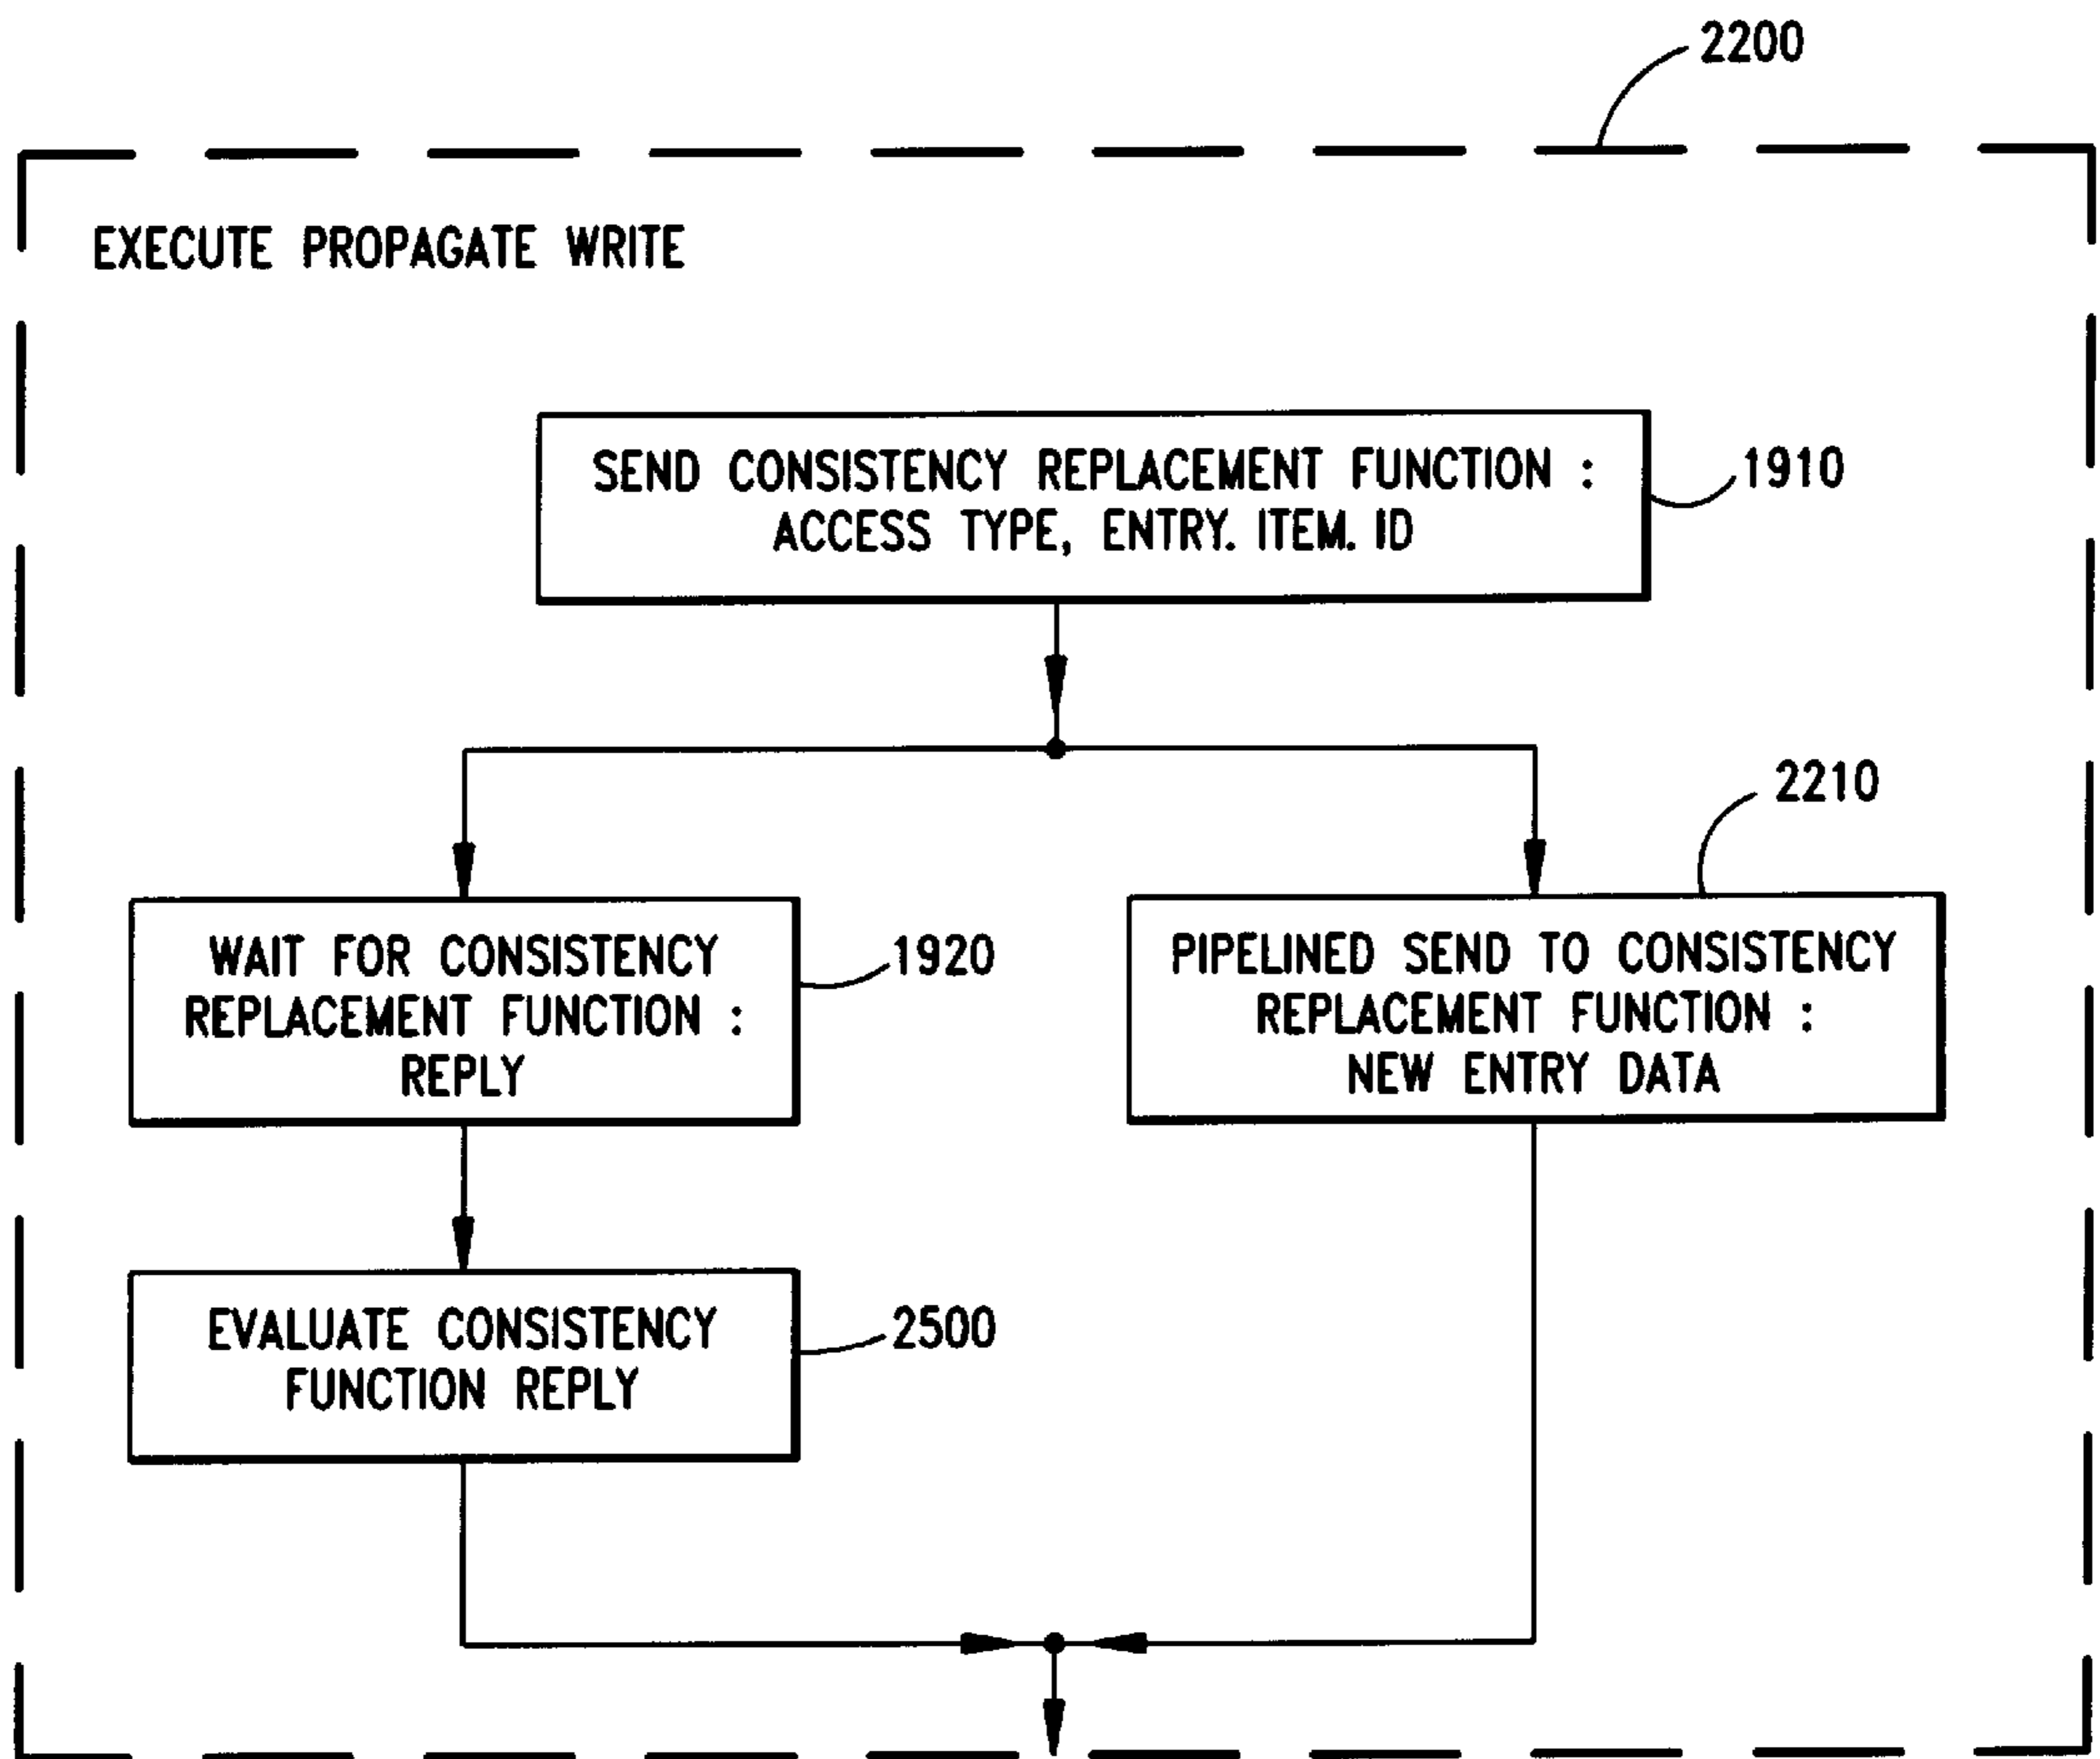 2200
EXECUTE PROPAGATE WRITE
SEND CONSISTENCY REPLACEMENT FUNCTION :
ACCESS TYPE, ENTRY. ITEM. ID
1910
2210
WAIT FOR CONSISTENCY
REPLACEMENT FUNCTION :
REPLY
1920
PIPELINED SEND TO CONSISTENCY
REPLACEMENT FUNCTION :
NEW ENTRY DATA
EVALUATE CONSISTENCY
FUNCTION REPLY
2500